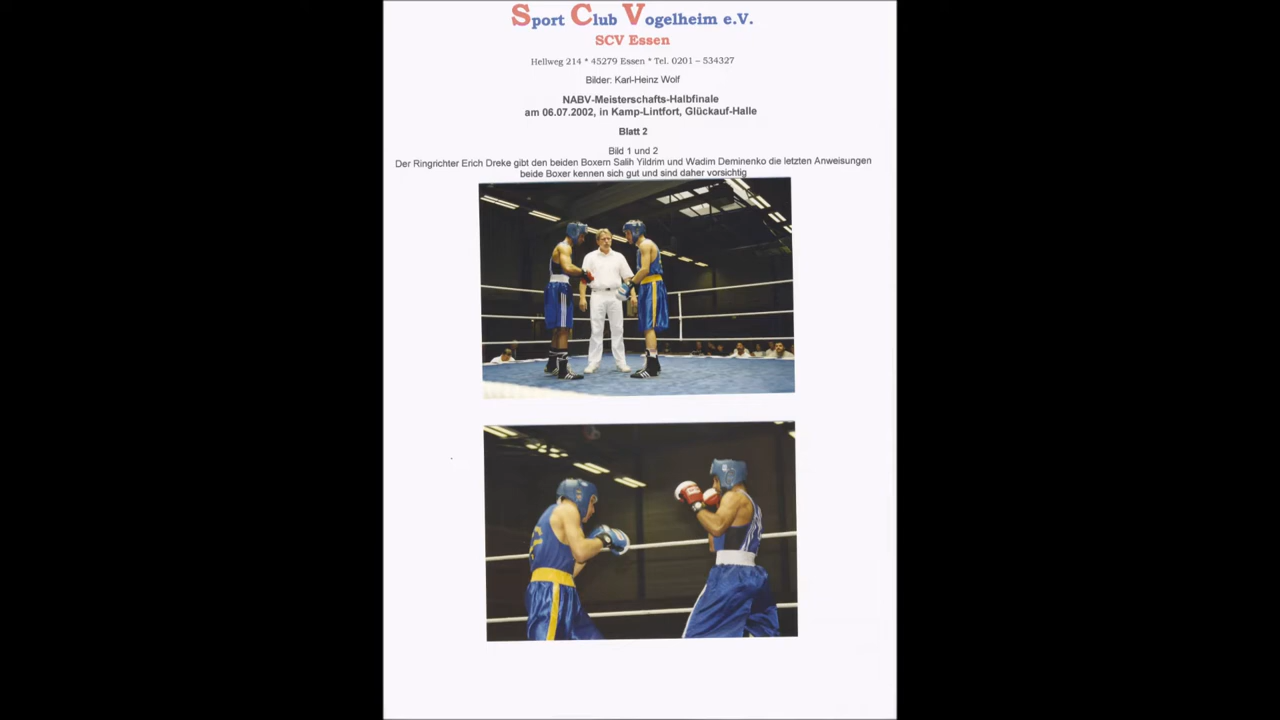 Sport Club Vogelheim e.V.
SCV Essen
Hellweg 214 * 45279 Essen * Tel. 0201 – 534327
Bilder: Karl-Heinz Wolf
NABV-Meisterschafts-Halbfinale
am 06.07.2002, in Kamp-Lintfort, Glückauf-Halle
Blatt 2
Bild 1 und 2
Der Ringrichter Erich Dreke gibt den beiden Boxern Salih Yildrim und Wadim Deminenko die letzten Anweisungen
beide Boxer kennen sich gut und sind daher vorsichtig